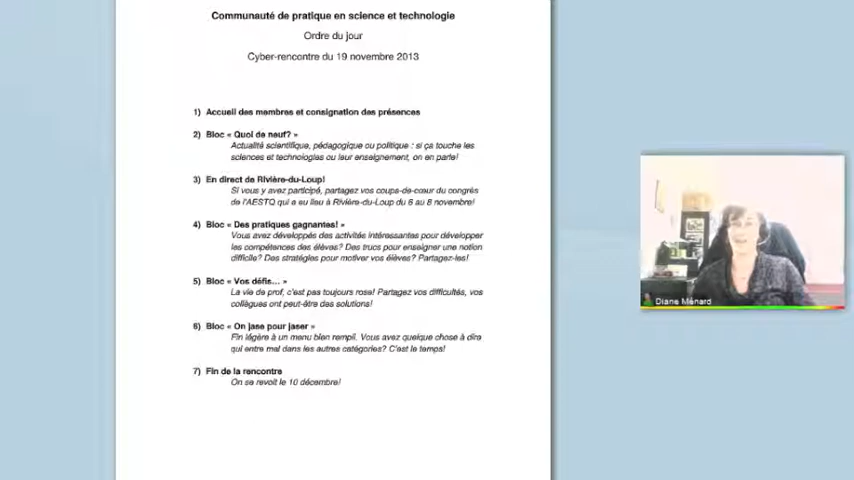 Communauté de pratique en science et technologie
Ordre du jour
Cyber-rencontre du 19 novembre 2013
1) Accueil des membres et consignation des présences
2) Bloc « Quoi de neuf? »
Actualité scientifique, pédagogique ou politique : si ça touche les
sciences et technologies ou leur enseignement, on en parle!
3) En direct de Rivière-du-Loup!
Si vous y avez participé, partagez vos coups-de-cœur du congrès
de l'AESTQ qui a eu lieu à Rivière-du-Loup du 6 au 8 novembre!
4) Bloc « Des pratiques gagnantes! »
Vous avez développés des activités intéressantes pour développer
les compétences des élèves? Des trucs pour enseigner une notion
difficile? Des stratégies pour motiver vos élèves? Partagez-les!
5) Bloc « Vos défis... »
La vie de prof, c'est pas toujours rose! Partagez vos difficultés, vos
collègues ont peut-être des solutions!
6) Bloc « On jase pour jaser »
Fin légère à un menu bien rempli. Vous avez quelque chose à dire
qui entre mal dans les autres catégories? C'est le temps!
7) Fin de la rencontre
On se revoit le 10 décembre!
Diane Ménard